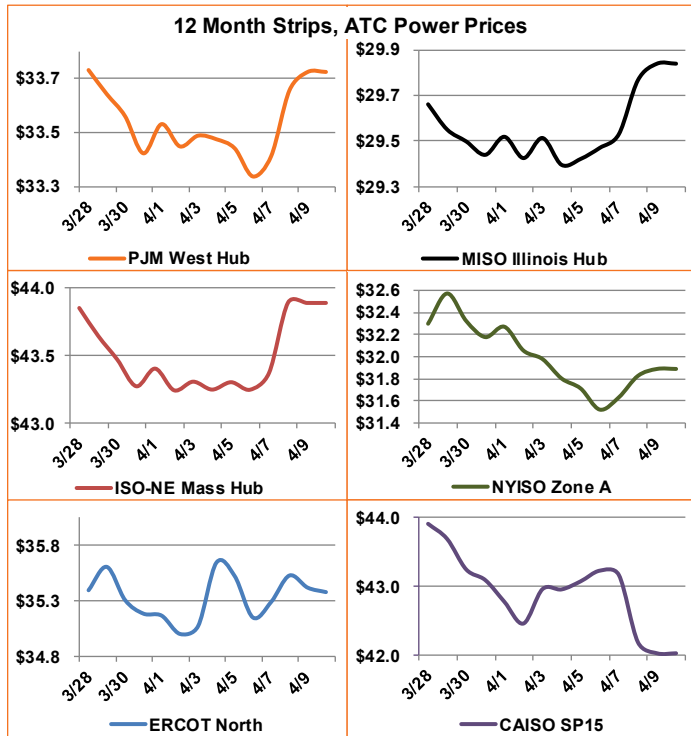 12 Month Strips, ATC Power Prices
$33.7
$33.5
$33.3
3/28 3/30 4/1 4/3 4/5 4/7 4/9
PJM West Hub
$29.9
$29.7
$29.5
$29.3
3/28 3/30 4/1 4/3 4/5 4/7 4/9
MISO Illinois Hub
$44.0
$43.5
$43.0
3/28 3/30 4/1 4/3 4/5 4/7 4/9
ISO-NE Mass Hub
$32.6
$32.4
$32.2
$32.0
$31.8
$31.6
$31.4
3/28 3/30 4/1 4/3 4/5 4/7 4/9
NYISO Zone A
$35.8
$35.3
$34.8
3/28 3/30 4/1 4/3 4/5 4/7 4/9
ERCOT North
$44.0
$43.0
$42.0
3/28 3/30 4/1 4/3 4/5 4/7 4/9
CAISO SP15